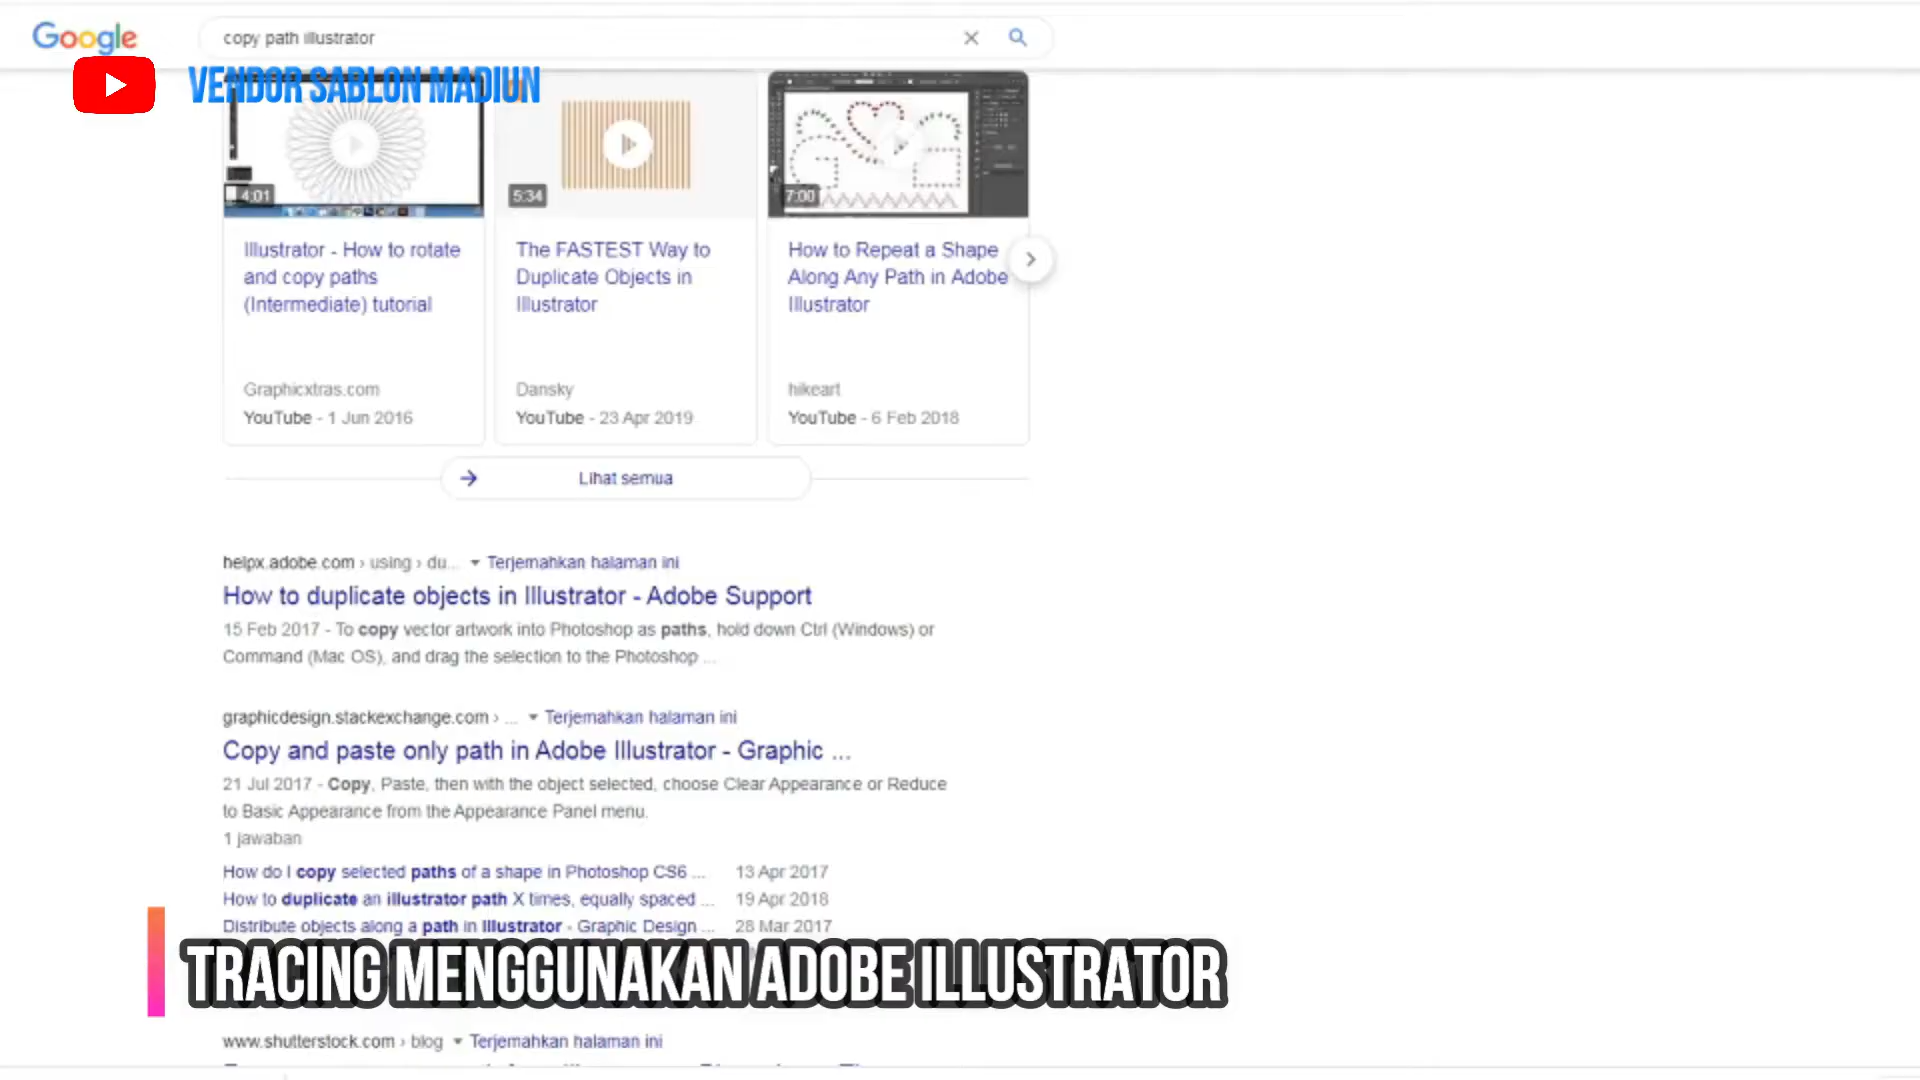 Google
copy path illustrator
VENDOR SABLON MADIUN
4:01
5:34
7:00
Illustrator - How to rotate
and copy paths
(Intermediate) tutorial
Graphicxtras.com
YouTube - 1 Jun 2016
The FASTEST Way to
Duplicate Objects in
Illustrator
Dansky
YouTube - 23 Apr 2019
How to Repeat a Shape
Along Any Path in Adobe
Illustrator
hikeart
YouTube - 6 Feb 2018
Lihat semua
helpx.adobe.com › using › du... Terjemahkan halaman ini
How to duplicate objects in Illustrator - Adobe Support
15 Feb 2017 - To copy vector artwork into Photoshop as paths, hold down Ctrl (Windows) or
Command (Mac OS), and drag the selection to the Photoshop ...
graphicdesign.stackexchange.com › ... Terjemahkan halaman ini
Copy and paste only path in Adobe Illustrator - Graphic ...
21 Jul 2017 - Copy, Paste, then with the object selected, choose Clear Appearance or Reduce
to Basic Appearance from the Appearance Panel menu.
1 jawaban
How do I copy selected paths of a shape in Photoshop CS6 ... 13 Apr 2017
How to duplicate an illustrator path X times, equally spaced ... 19 Apr 2018
Distribute objects along a path in Illustrator - Graphic Design ... 28 Mar 2017
TRACING MENGGUNAKAN ADOBE ILLUSTRATOR
www.shutterstock.com › blog Terjemahkan halaman ini